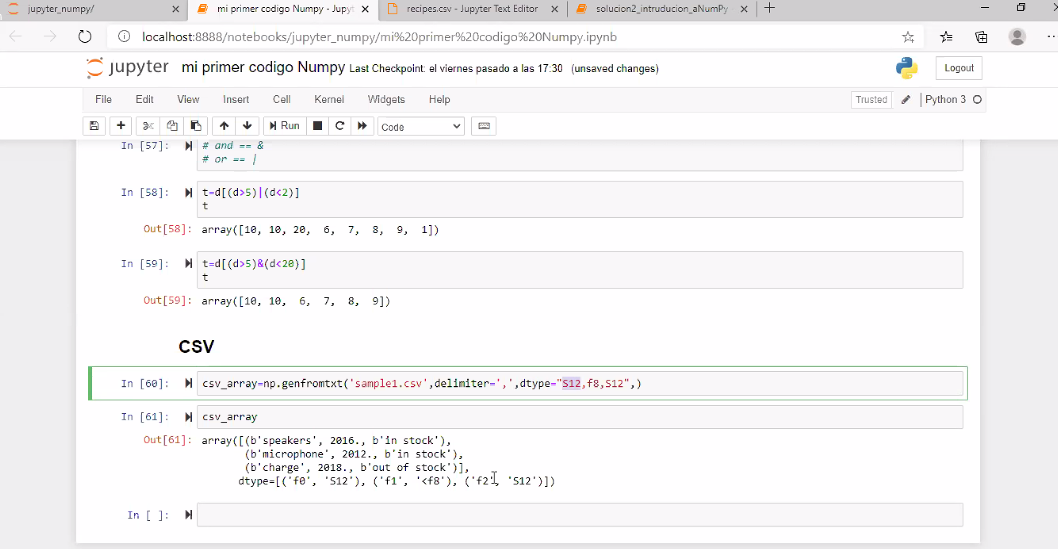 jupyter_numpy/ × mi primer codigo Numpy - Jupyt × recipes.csv - Jupyter Text Editor × solucion2_intruducion_aNumPy × +
localhost:8888/notebooks/jupyter_numpy/mi%20primer%20codigo%20Numpy.ipynb
jupyter mi primer codigo Numpy Last Checkpoint: el viernes pasado a las 17:30 (unsaved changes) Logout
File Edit View Insert Cell Kernel Widgets Help Trusted Python 3
Run Code
In [57]: # and == &
# or == |
In [58]: t=d[(d>5)|(d<2)]
t
Out[58]: array([10, 10, 20, 6, 7, 8, 9, 1])
In [59]: t=d[(d>5)&(d<20)]
t
Out[59]: array([10, 10, 6, 7, 8, 9])
CSV
In [60]: csv_array=np.genfromtxt('sample1.csv',delimiter=',',dtype="S12,f8,S12",)
In [61]: csv_array
Out[61]: array([(b'speakers', 2016., b'in stock'),
(b'microphone', 2012., b'in stock'),
(b'charge', 2018., b'out of stock')],
dtype=[('f0', 'S12'), ('f1', '<f8'), ('f2', 'S12')])
In [ ]: